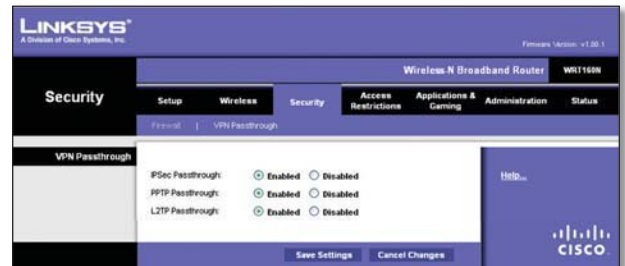 LINKSYS®
A Division of Cisco Systems, Inc.
Firmware Version: v1.00.1
Wireless-N Broadband Router WRT160N
Security
Setup Wireless Security Access Restrictions Applications & Gaming Administration Status
Firewall | VPN Passthrough
VPN Passthrough
IPSec Passthrough: Enabled Disabled
PPTP Passthrough: Enabled Disabled
L2TP Passthrough: Enabled Disabled
Help...
Save Settings Cancel Changes
CISCO